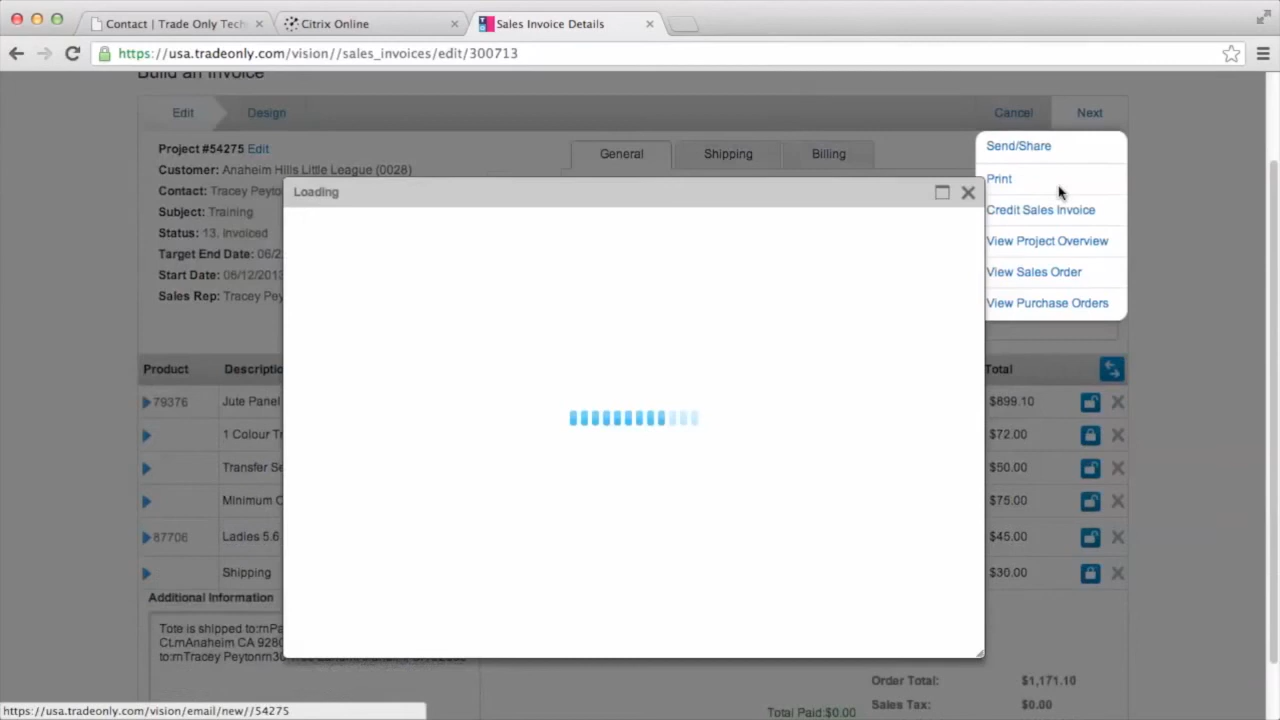 Contact | Trade Only Tech
Citrix Online
Sales Invoice Details
https://usa.tradeonly.com/vision//sales_invoices/edit/300713
Build an Invoice
Edit
Design
Cancel
Next
Project #54275 Edit
General
Shipping
Billing
Send/Share
Print
Credit Sales Invoice
View Project Overview
View Sales Order
View Purchase Orders
Customer: Anaheim Hills Little League (0028)
Contact: Tracey Peyto
Subject: Training
Status: 13. Invoiced
Target End Date: 06/2
Start Date: 06/12/2013
Sales Rep: Tracey Pey
Loading
Product
Descriptio
Total
79376
Jute Panel
$899.10
1 Colour Tr
$72.00
Transfer Se
$50.00
Minimum C
$75.00
87706
Ladies 5.6
$45.00
Shipping
$30.00
Additional Information
Tote is shipped to:rnPa
Ct.rnAnaheim CA 9280
to:rnTracey Peytonrn30
Order Total: $1,171.10
Sales Tax: $0.00
Total Paid:$0.00
https://usa.tradeonly.com/vision/email/new//54275